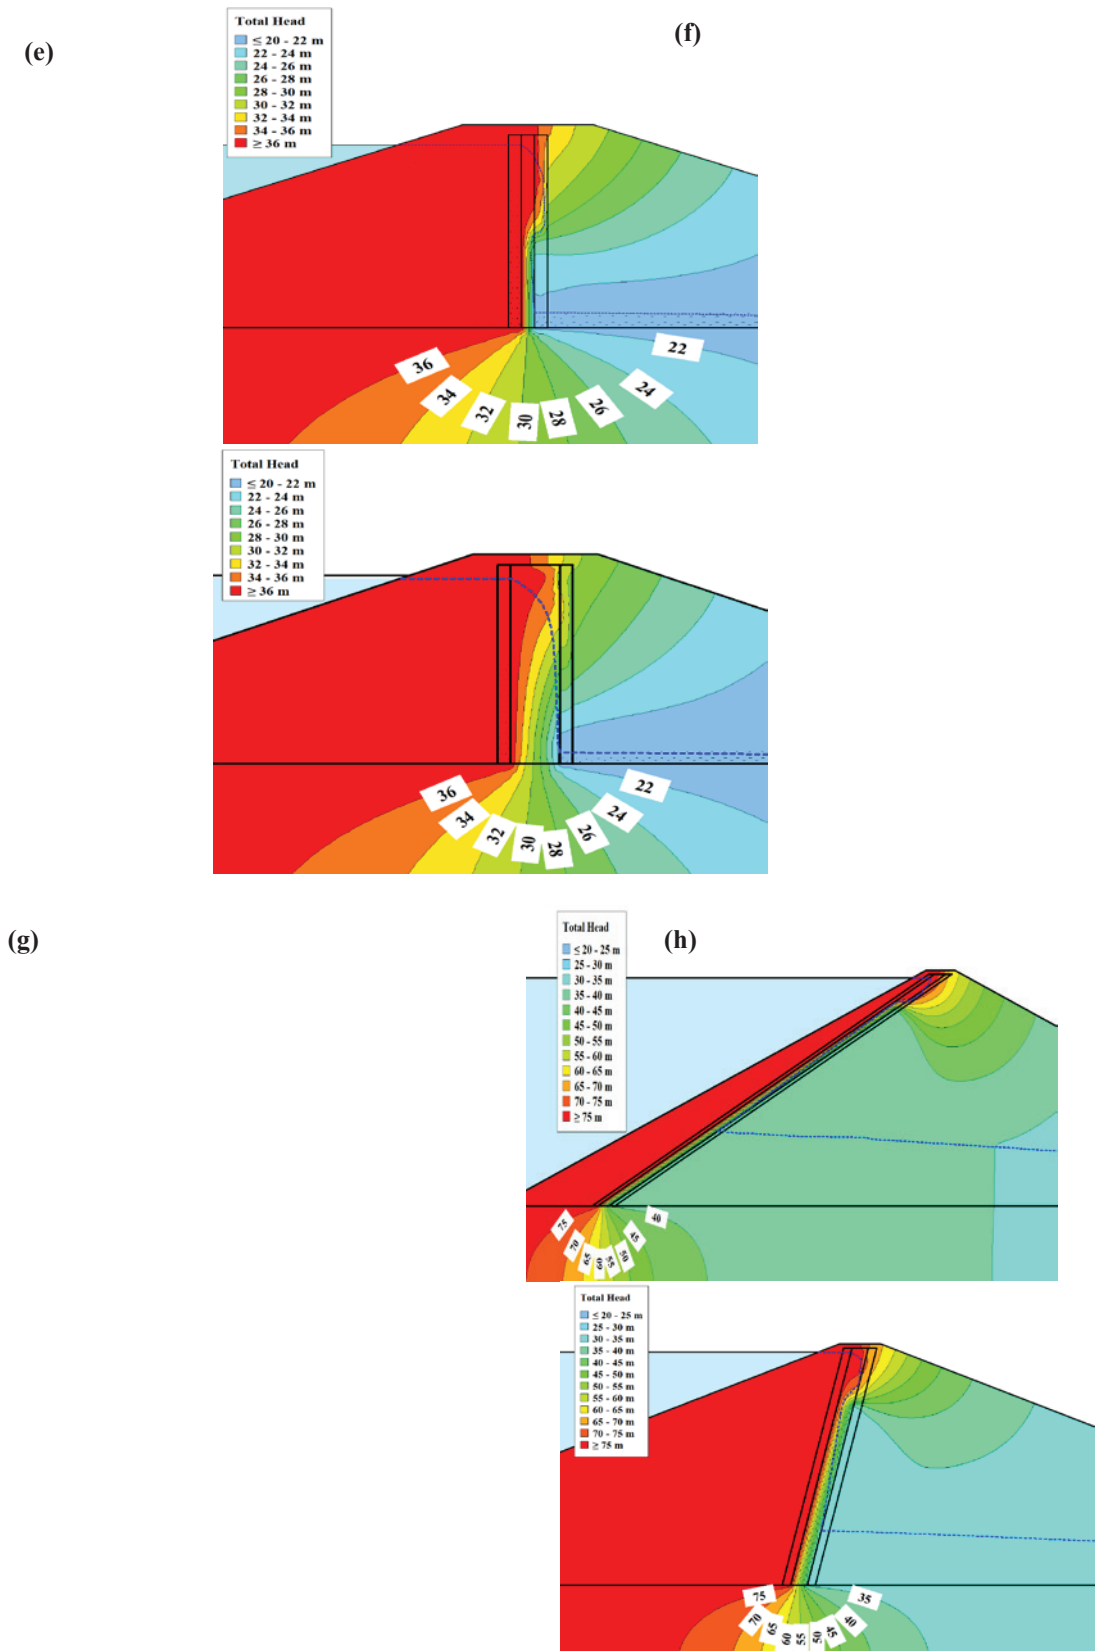 (e)
(f)
Total Head
≤ 20 - 22 m
22 - 24 m
24 - 26 m
26 - 28 m
28 - 30 m
30 - 32 m
32 - 34 m
34 - 36 m
≥ 36 m
36
34
32
30
28
26
24
22
Total Head
≤ 20 - 22 m
22 - 24 m
24 - 26 m
26 - 28 m
28 - 30 m
30 - 32 m
32 - 34 m
34 - 36 m
≥ 36 m
36
34
32
30
28
26
24
22
(g)
(h)
Total Head
≤ 20 - 25 m
25 - 30 m
30 - 35 m
35 - 40 m
40 - 45 m
45 - 50 m
50 - 55 m
55 - 60 m
60 - 65 m
65 - 70 m
70 - 75 m
≥ 75 m
75
70
65
60
55
50
45
40
Total Head
≤ 20 - 25 m
25 - 30 m
30 - 35 m
35 - 40 m
40 - 45 m
45 - 50 m
50 - 55 m
55 - 60 m
60 - 65 m
65 - 70 m
70 - 75 m
≥ 75 m
75
70
65
60
55
50
45
40
35